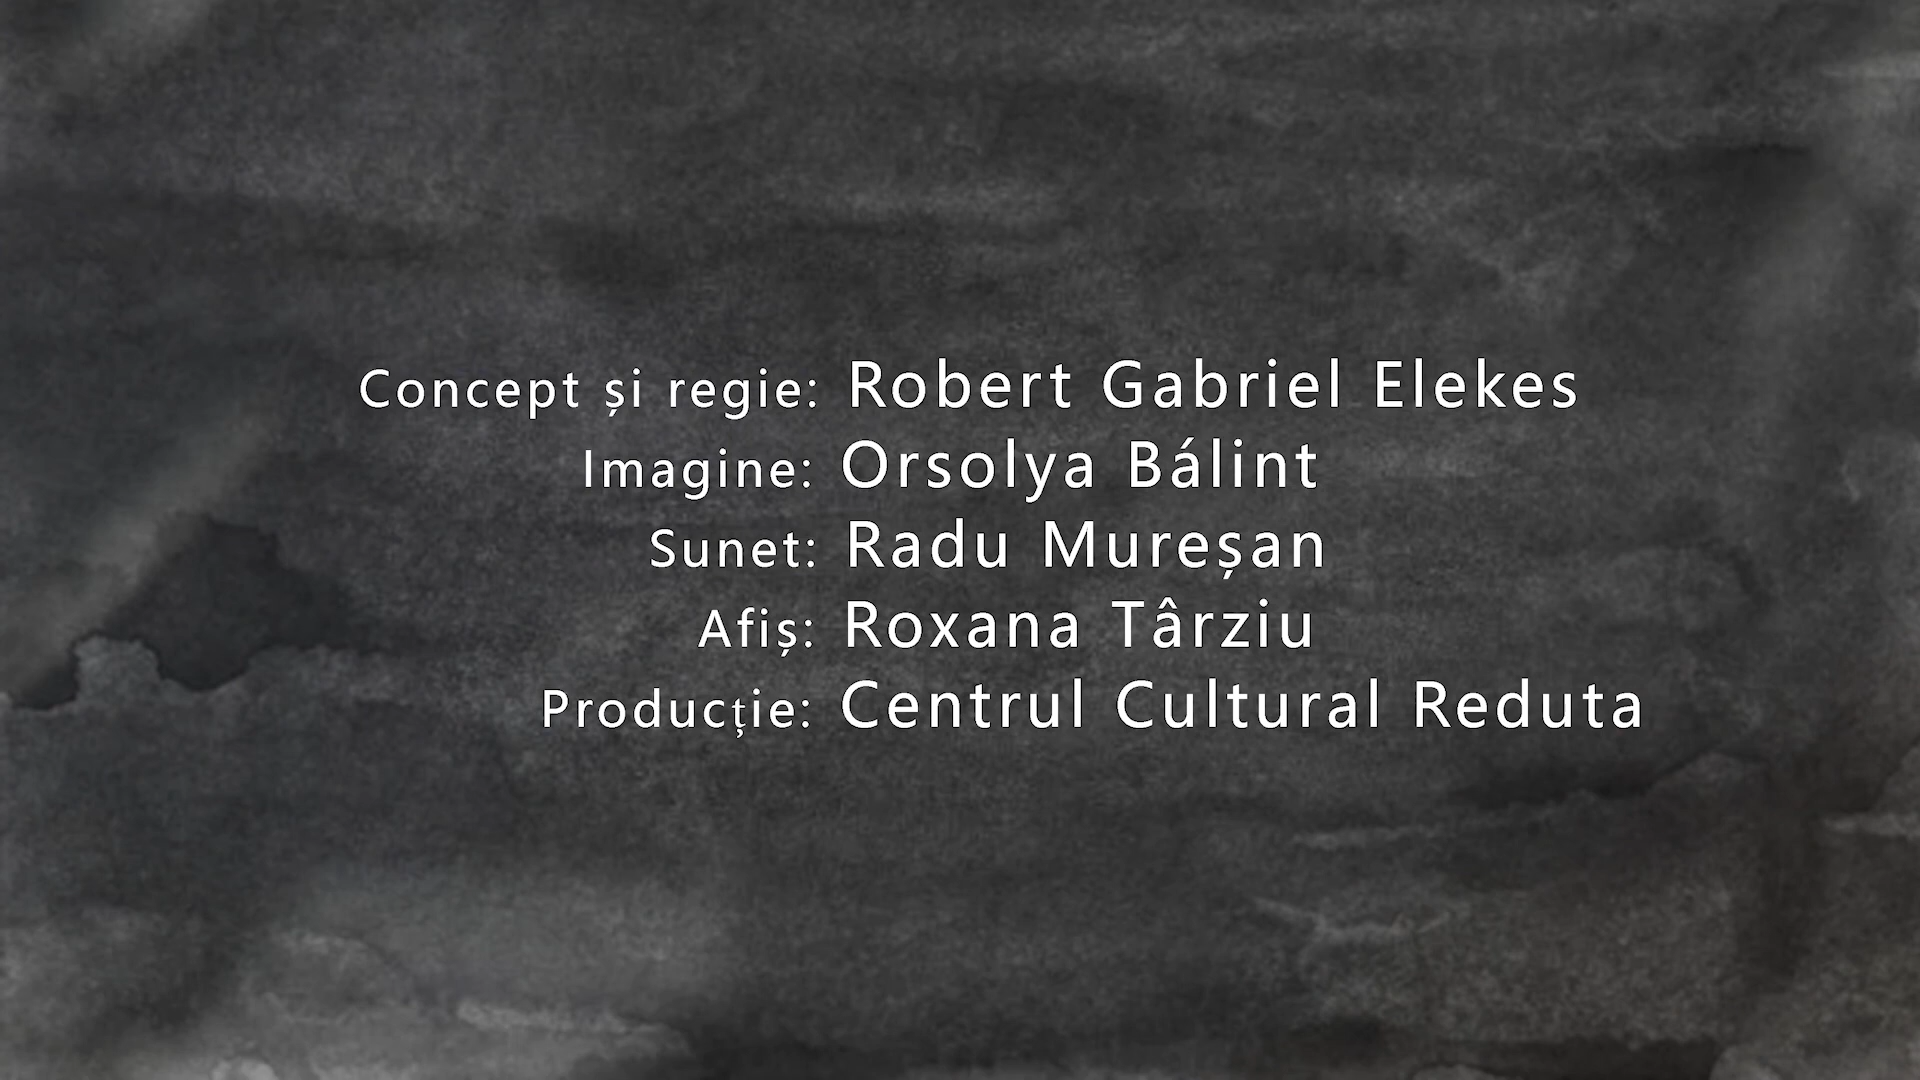 Concept și regie: Robert Gabriel Elekes
Imagine: Orsolya Bálint
Sunet: Radu Mureșan
Afiș: Roxana Târziu
Producție: Centrul Cultural Reduta